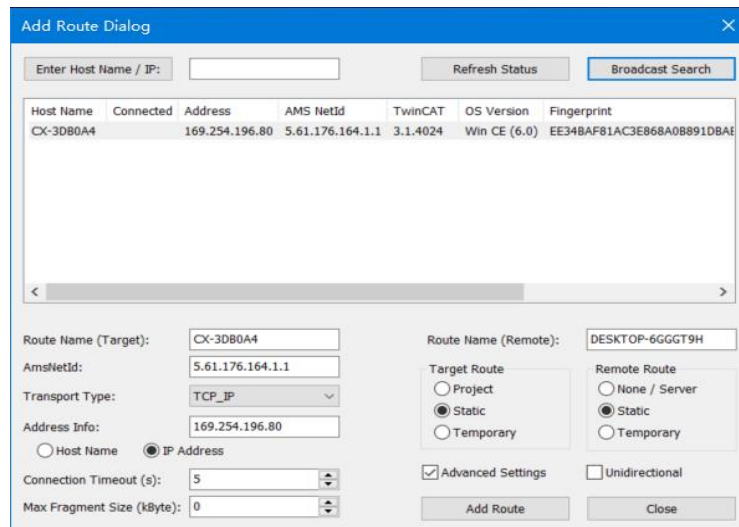 Add Route Dialog
Enter Host Name / IP: Refresh Status Broadcast Search
Host Name Connected Address AMS NetId TwinCAT OS Version Fingerprint
CX-3DB0A4 169.254.196.80 5.61.176.164.1.1 3.1.4024 Win CE (6.0) EE34BAF81AC3E868A0B891DBAE
Route Name (Target): CX-3DB0A4 Route Name (Remote): DESKTOP-6GGGT9H
AmsNetId: 5.61.176.164.1.1 Target Route Remote Route
Project None / Server
Transport Type: TCP_IP Static Static
Address Info: 169.254.196.80 Temporary Temporary
Host Name IP Address
Connection Timeout (s): 5 Advanced Settings Unidirectional
Max Fragment Size (kByte): 0 Add Route Close